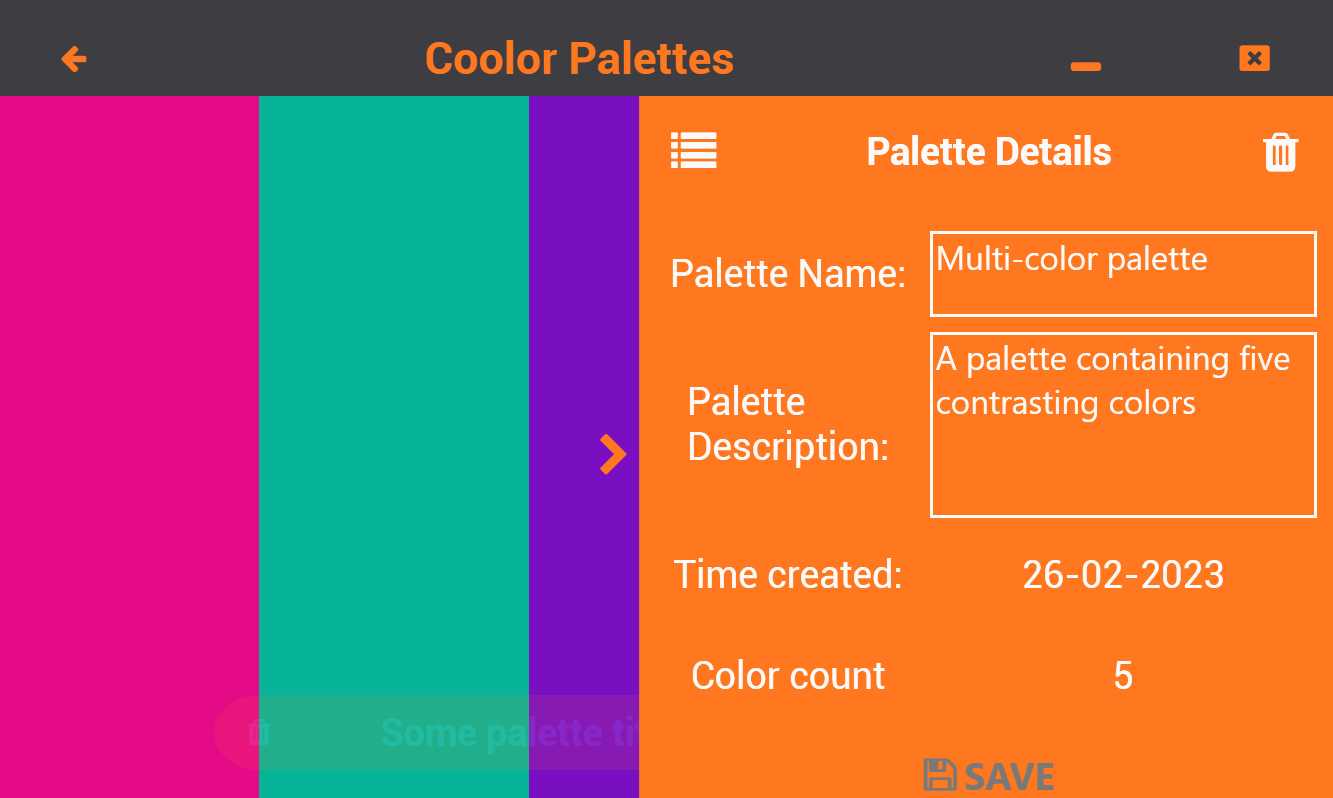 Coolor Palettes
Palette Details
Palette Name:
Multi-color palette
Palette
Description:
A palette containing five
contrasting colors
Time created:
26-02-2023
Color count
5
Some palette
SAVE